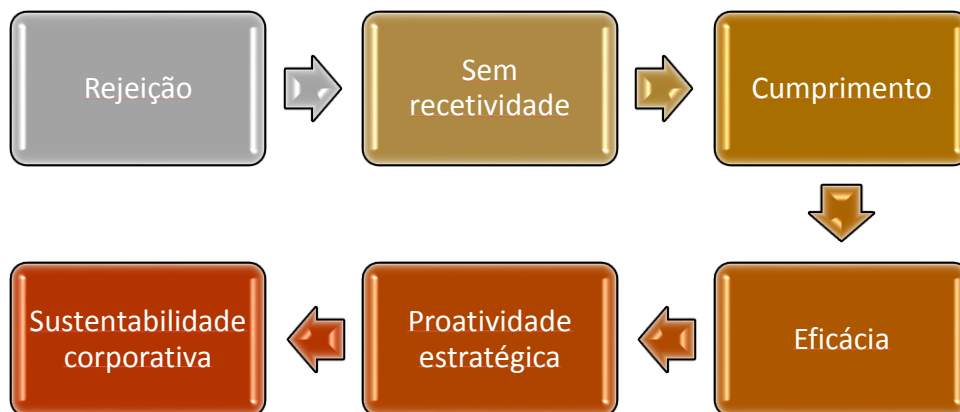 Rejeição
Sem
recetividade
Cumprimento
Eficácia
Proatividade
estratégica
Sustentabilidade
corporativa